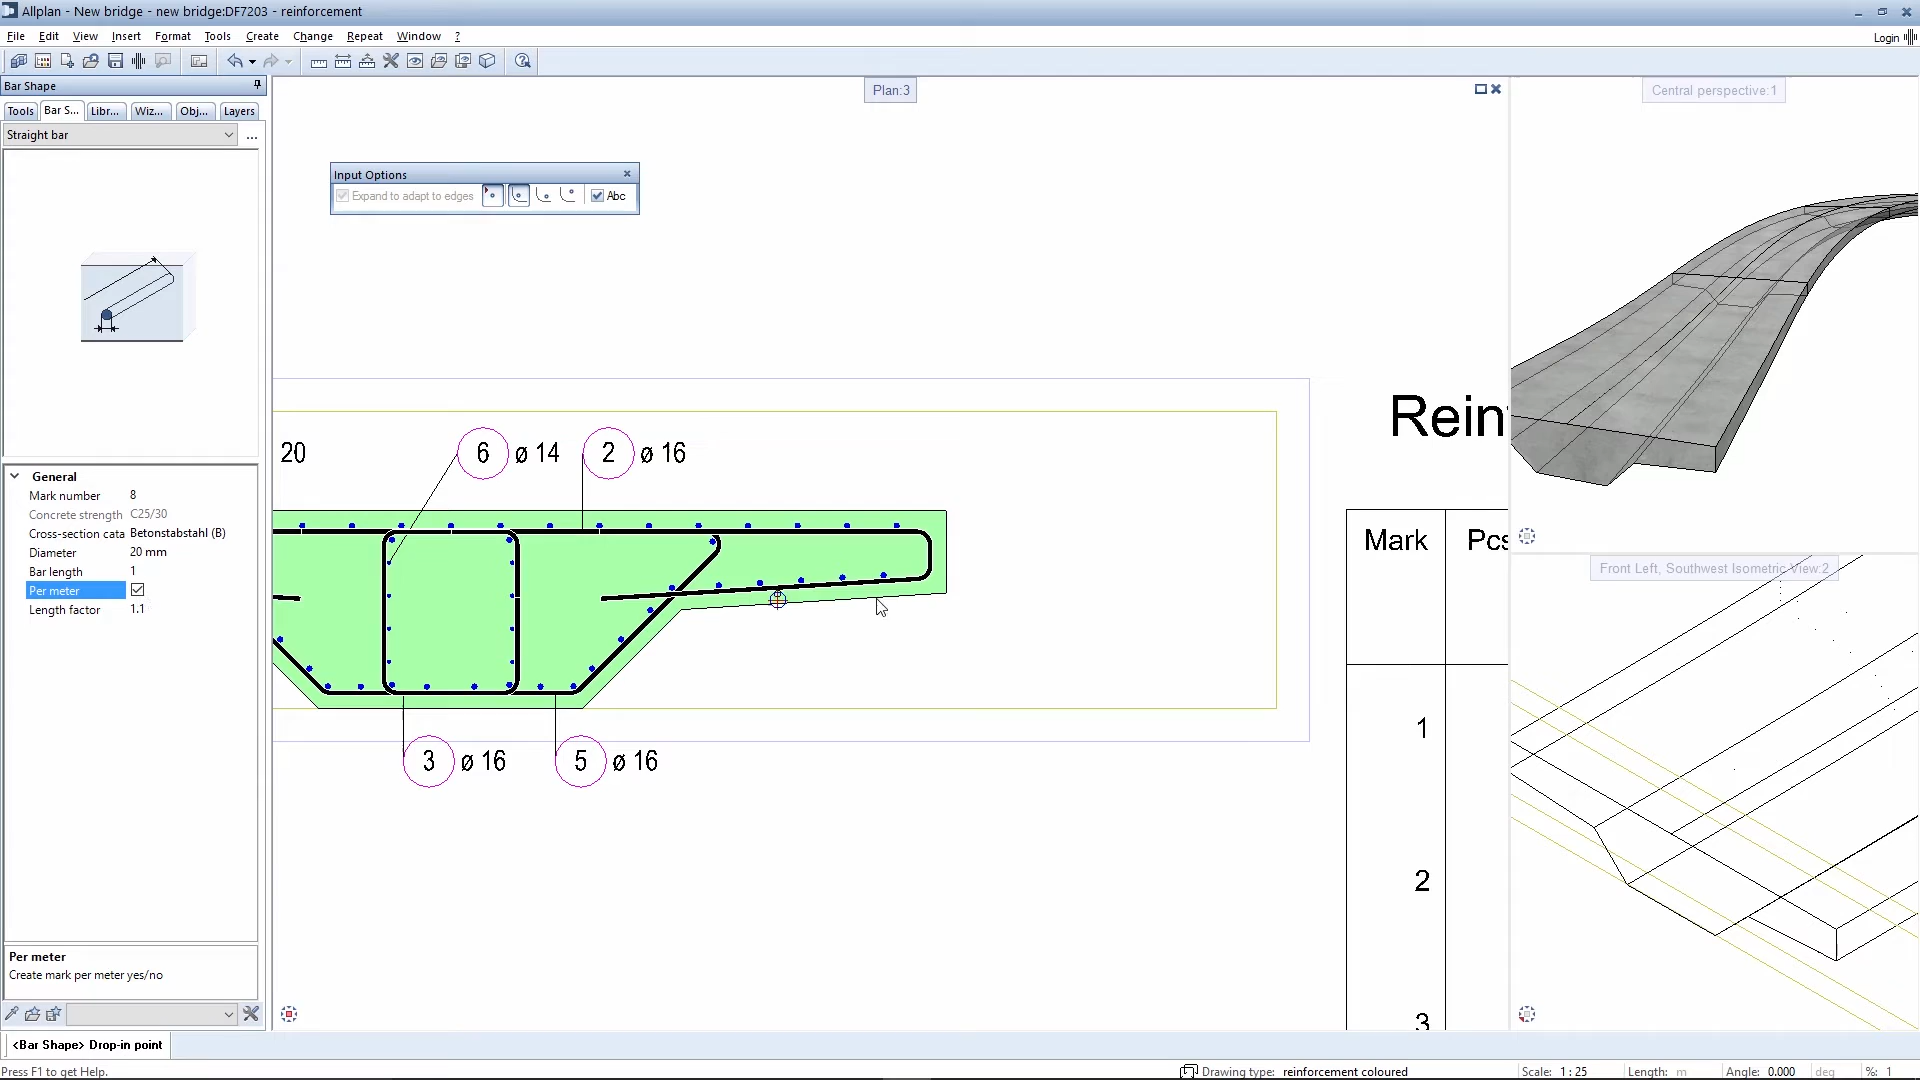 Allplan - New bridge - new bridge:DF7203 - reinforcement
File Edit View Insert Format Tools Create Change Repeat Window ?
Login
Bar Shape
Tools Bar S... Libr... Wiz... Obj... Layers
Straight bar
...
Plan:3
Central perspective:1
Input Options
Expand to adapt to edges Abc
20
6 ø 14
2 ø 16
3 ø 16
5 ø 16
Rein
Mark Pcs
1
2
3
Front Left, Southwest Isometric View:2
General
Mark number 8
Concrete strength C25/30
Cross-section cata Betonstabstahl (B)
Diameter 20 mm
Bar length 1
Per meter
Length factor 1.1
Per meter
Create mark per meter yes/no
<Bar Shape> Drop-in point
Press F1 to get Help.
Drawing type: reinforcement coloured
Scale: 1 : 25
Length: m
Angle: 0.000 deg
%: 1